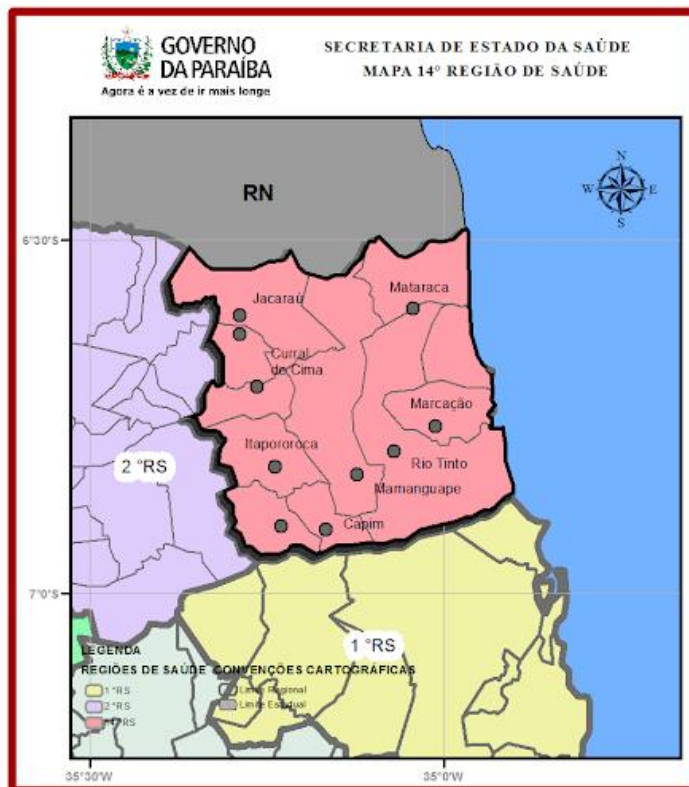 GOVERNO
DA PARAÍBA
Agora é a vez de ir mais longe
SECRETARIA DE ESTADO DA SAÚDE
MAPA 14º REGIÃO DE SAÚDE
RN
N
W E
S
6°30'S
Jacaraú
Mataraca
Curral
de Cima
Marcação
Itapororoca
2 °RS
Rio Tinto
Mamanguape
Capim
7°0'S
1 °RS
LEGENDA
REGIÕES DE SAÚDE CONVENÇÕES CARTOGRÁFICAS
1 °RS Limite Regional
2 °RS Limite Estadual
°RS
35°30'W 35°0'W